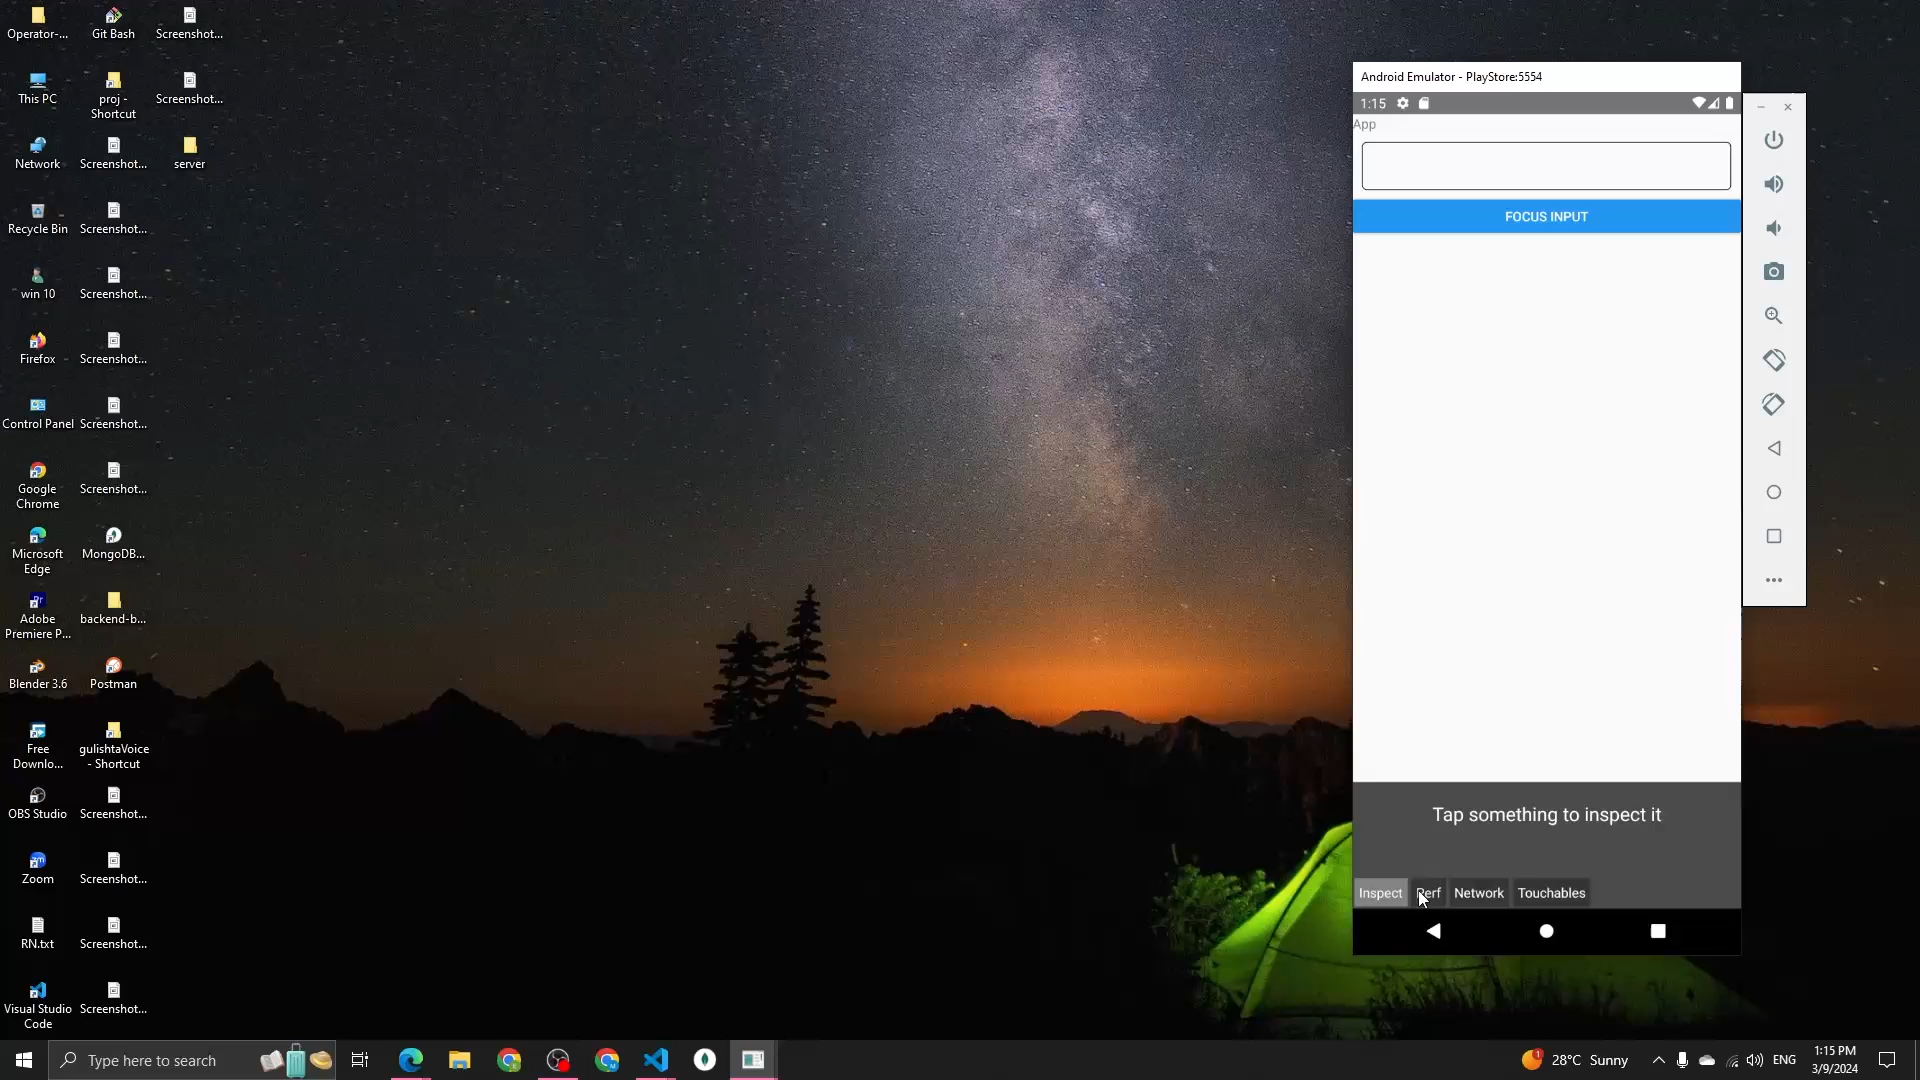 Operator-...
Git Bash
Screenshot...
This PC
proj -
Shortcut
Screenshot...
Network
Screenshot...
server
Recycle Bin
Screenshot...
win 10
Screenshot...
Firefox
Screenshot...
Control Panel
Screenshot...
Google
Chrome
Screenshot...
Microsoft
Edge
MongoDB...
Adobe
Premiere P...
backend-b...
Blender 3.6
Postman
Free
Downlo...
gulishtaVoice
- Shortcut
OBS Studio
Screenshot...
Zoom
Screenshot...
RN.txt
Screenshot...
Visual Studio
Code
Screenshot...
Android Emulator - PlayStore:5554
1:15
App
FOCUS INPUT
Tap something to inspect it
Inspect Perf Network Touchables
Type here to search
28°C Sunny
ENG
1:15 PM
3/9/2024